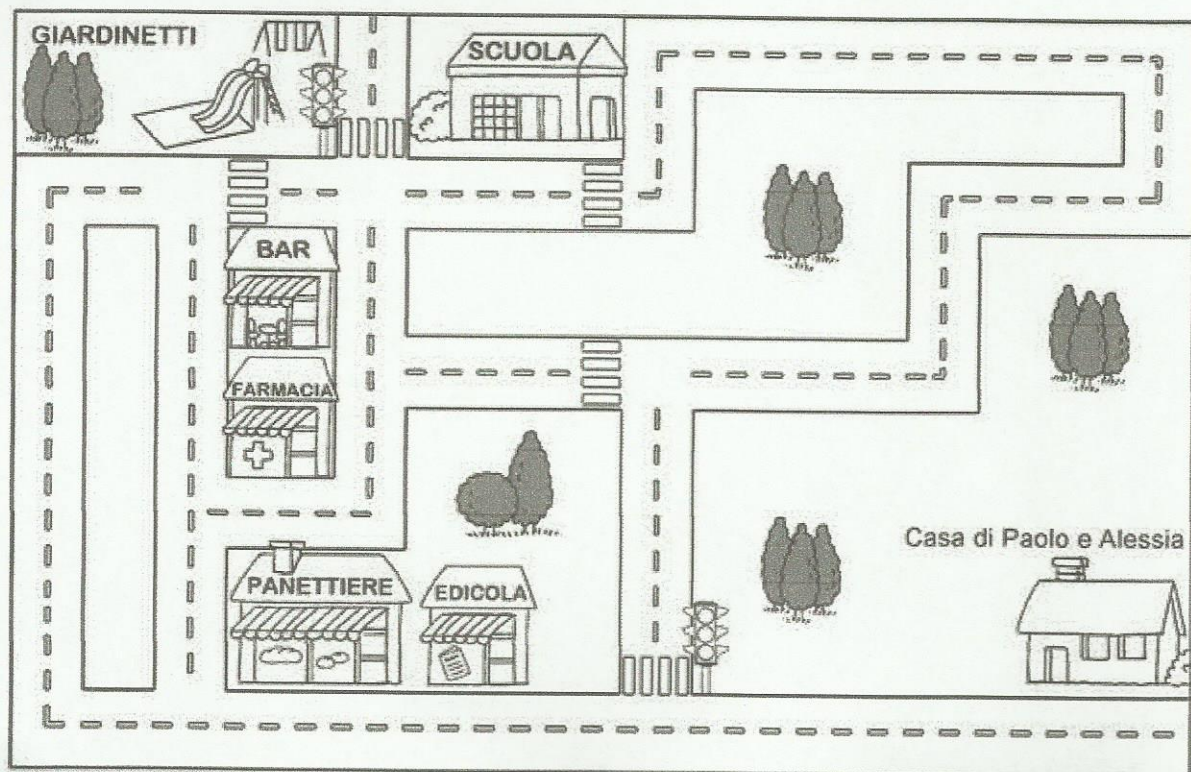 GIARDINETTI
SCUOLA
BAR
FARMACIA
PANETTIERE
EDICOLA
Casa di Paolo e Alessia